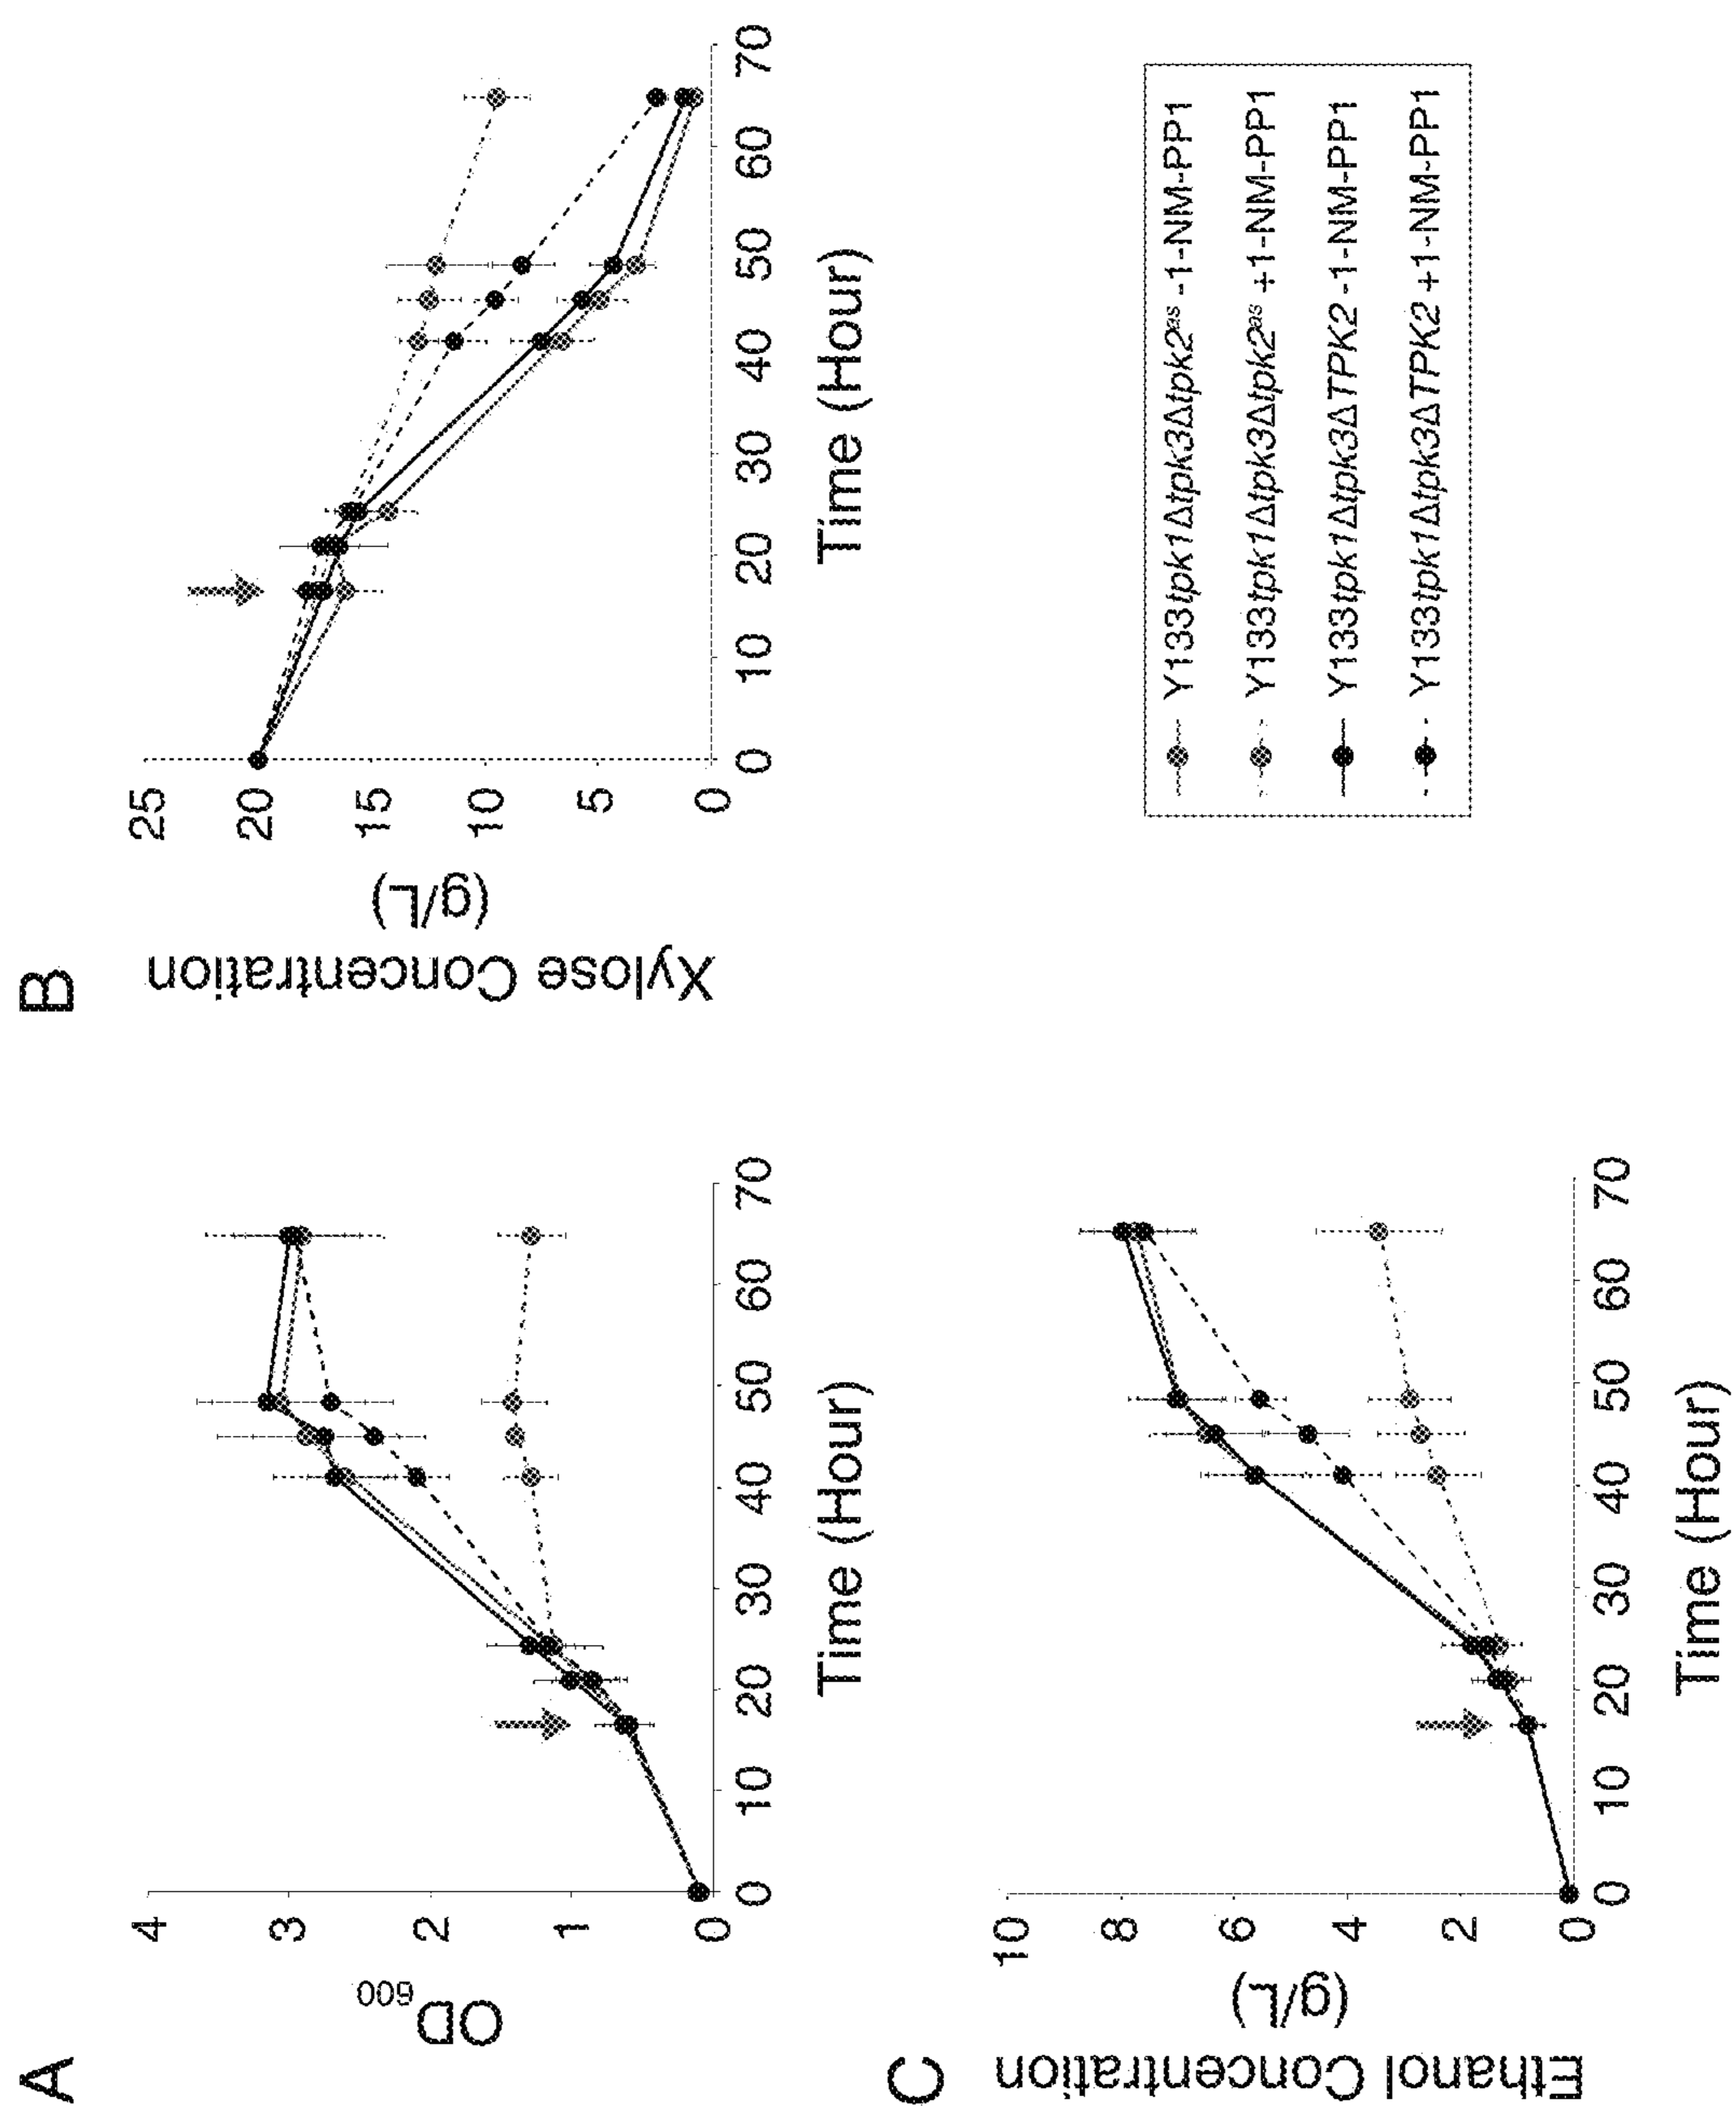 A
OD600
4
3
2
1
0
0 10 20 30 40 50 60 70
Time (Hour)
B
Xylose Concentration
(g/L)
25
20
15
10
5
0
0 10 20 30 40 50 60 70
Time (Hour)
C
Ethanol Concentration
(g/L)
10
8
6
4
2
0
0 10 20 30 40 50 60 70
Time (Hour)
Y133tpk1Δtpk3Δtpk2as -1-NM-PP1
Y133tpk1Δtpk3Δtpk2as +1-NM-PP1
Y133tpk1Δtpk3ΔTPK2 -1-NM-PP1
Y133tpk1Δtpk3ΔTPK2 +1-NM-PP1